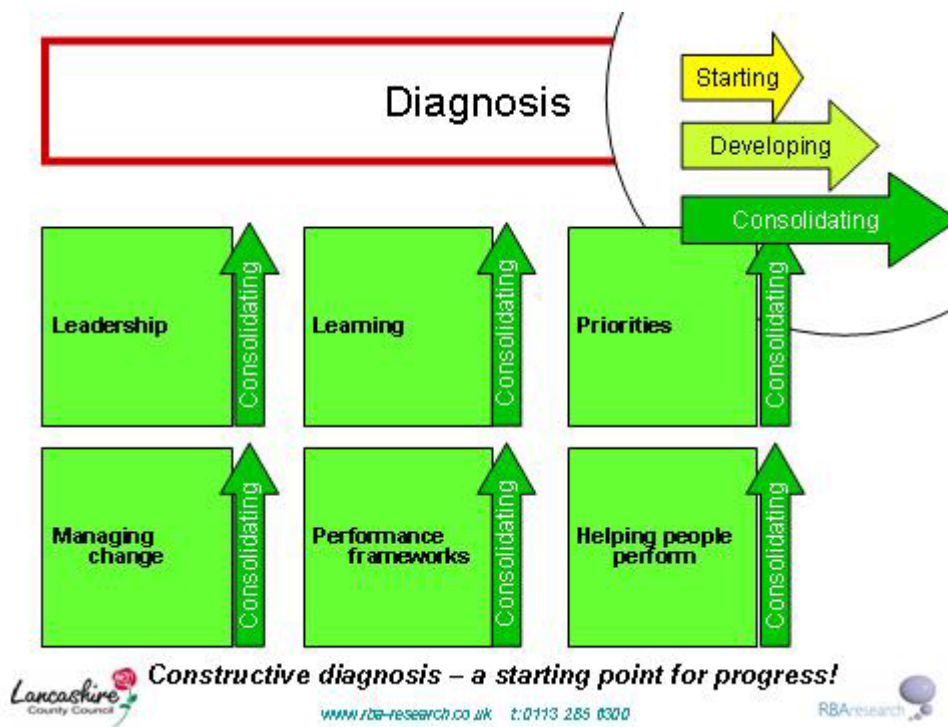 Diagnosis
Starting
Developing
Consolidating
Leadership
Consolidating
Learning
Consolidating
Priorities
Consolidating
Managing
change
Consolidating
Performance
frameworks
Consolidating
Helping people
perform
Consolidating
Constructive diagnosis – a starting point for progress!
Lancashire
County Council
www.rba-research.co.uk t:0113 285 6300
RBAresearch